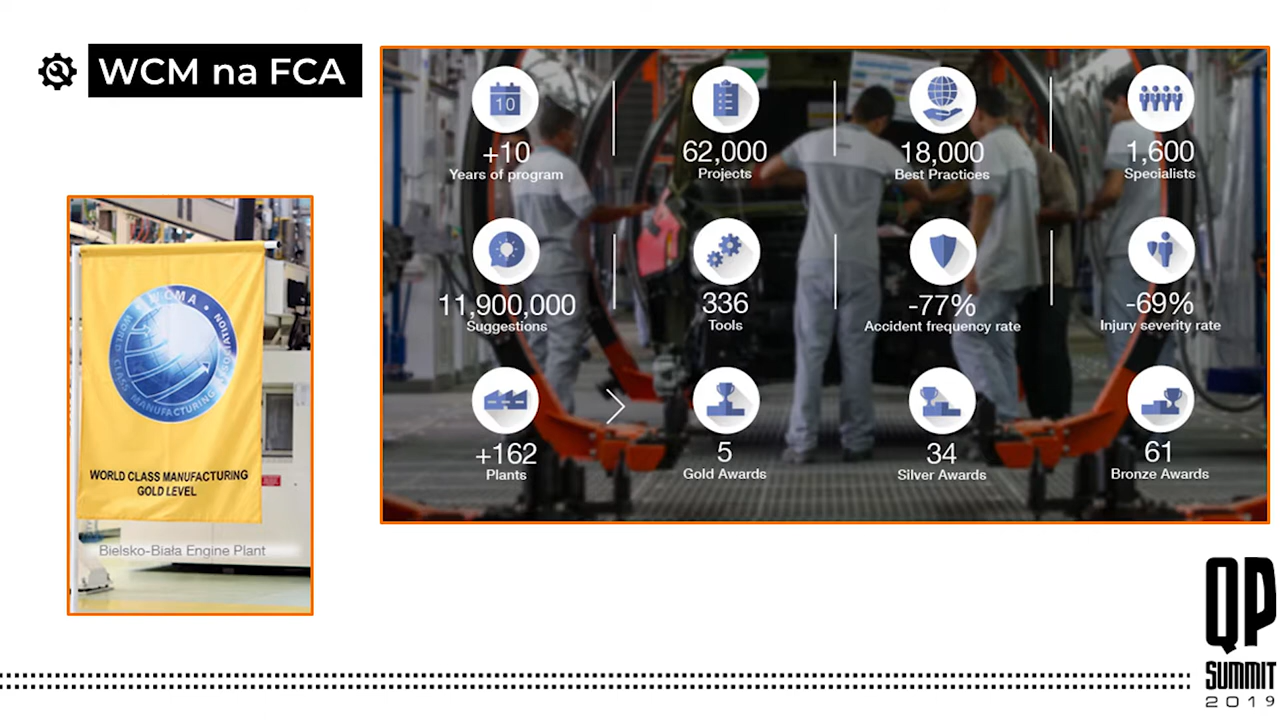 WCM na FCA
10
+10
Years of program
62,000
Projects
18,000
Best Practices
1,600
Specialists
11,900,000
Suggestions
336
Tools
-77%
Accident frequency rate
-69%
Injury severity rate
+162
Plants
5
Gold Awards
34
Silver Awards
61
Bronze Awards
WCMA • WORLD CLASS MANUFACTURING ASSOCIATION
WORLD CLASS MANUFACTURING
GOLD LEVEL
Bielsko-Biała Engine Plant
QP
SUMMIT
2019